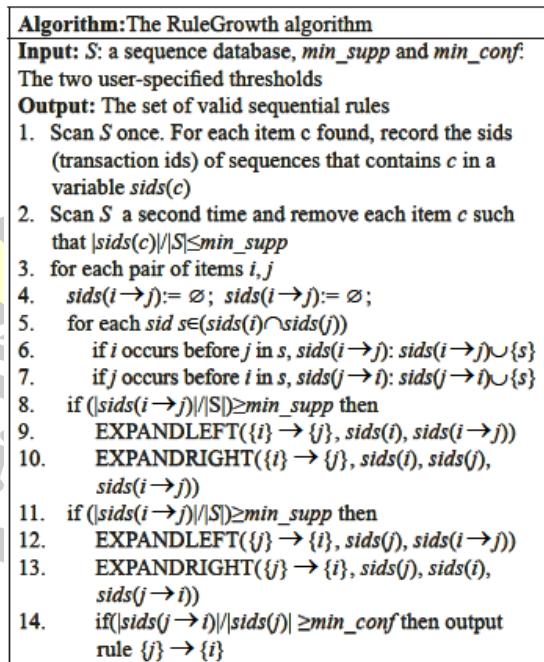 Algorithm:The RuleGrowth algorithm
Input: S: a sequence database, min_supp and min_conf:
The two user-specified thresholds
Output: The set of valid sequential rules
1. Scan S once. For each item c found, record the sids
(transaction ids) of sequences that contains c in a
variable sids(c)
2. Scan S a second time and remove each item c such
that |sids(c)|/|S|≤min_supp
3. for each pair of items i,j
4. sids(i→j):= ∅; sids(i→j):= ∅;
5. for each sid s∈(sids(i)∩sids(j))
6. if i occurs before j in s, sids(i→j): sids(i→j)∪{s}
7. if j occurs before i in s, sids(j→i): sids(j→i)∪{s}
8. if (|sids(i→j)|/|S|)≥min_supp then
9. EXPANDLEFT({i} → {j}, sids(i), sids(i→j))
10. EXPANDRIGHT({i} → {j}, sids(i), sids(j),
sids(i→j))
11. if (|sids(i→j)|/|S|)≥min_supp then
12. EXPANDLEFT({j} → {i}, sids(j), sids(i→j))
13. EXPANDRIGHT({j} → {i}, sids(j), sids(i),
sids(j→i))
14. if(|sids(j→i)|/|sids(j)| ≥min_conf then output
rule {j} → {i}